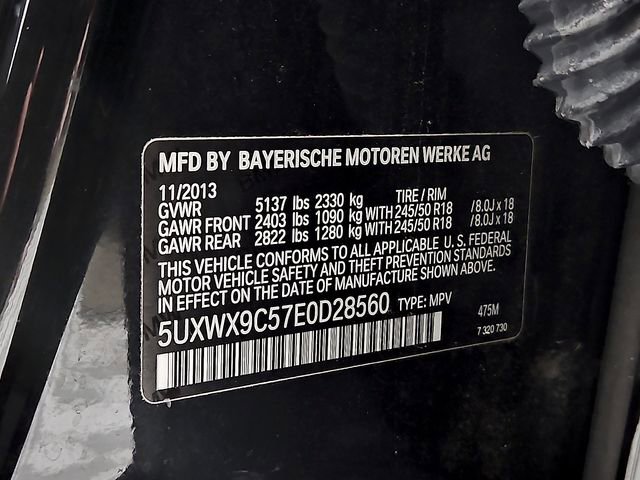 MFD BY BAYERISCHE MOTOREN WERKE AG
11/2013 TIRE / RIM
GVWR 5137 lbs 2330 kg
GAWR FRONT 2403 lbs 1090 kg WITH 245/50 R18 / 8.0J x 18
GAWR REAR 2822 lbs 1280 kg WITH 245/50 R18 / 8.0J x 18
THIS VEHICLE CONFORMS TO ALL APPLICABLE U. S. FEDERAL
MOTOR VEHICLE SAFETY AND THEFT PREVENTION STANDARDS
IN EFFECT ON THE DATE OF MANUFACTURE SHOWN ABOVE.
5UXWX9C57E0D28560 TYPE: MPV 475M
7 320 730